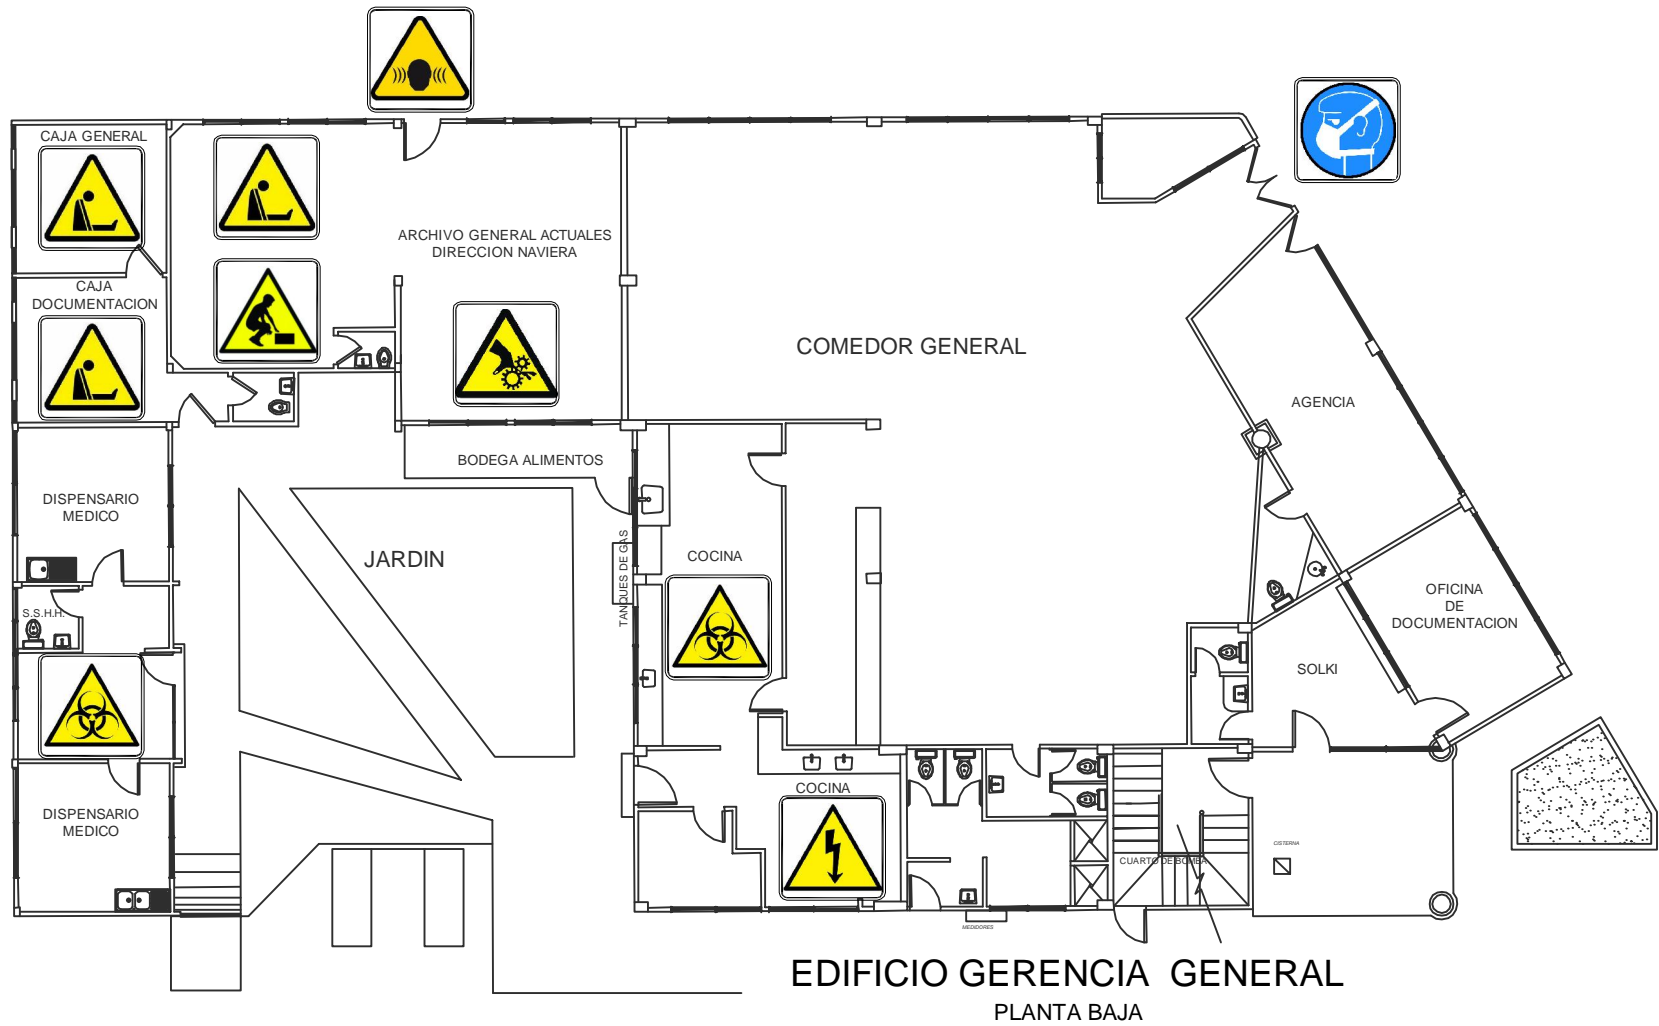 CAJA GENERAL
ARCHIVO GENERAL ACTUALES
DIRECCION NAVIERA
CAJA
DOCUMENTACION
COMEDOR GENERAL
AGENCIA
BODEGA ALIMENTOS
DISPENSARIO
MEDICO
JARDIN
TANQUES DE GAS
COCINA
OFICINA
DE
DOCUMENTACION
S.S.H.H.
SOLKI
COCINA
DISPENSARIO
MEDICO
CISTERNA
CUARTO DE BOMBA
MEDIDORES
EDIFICIO GERENCIA GENERAL
PLANTA BAJA